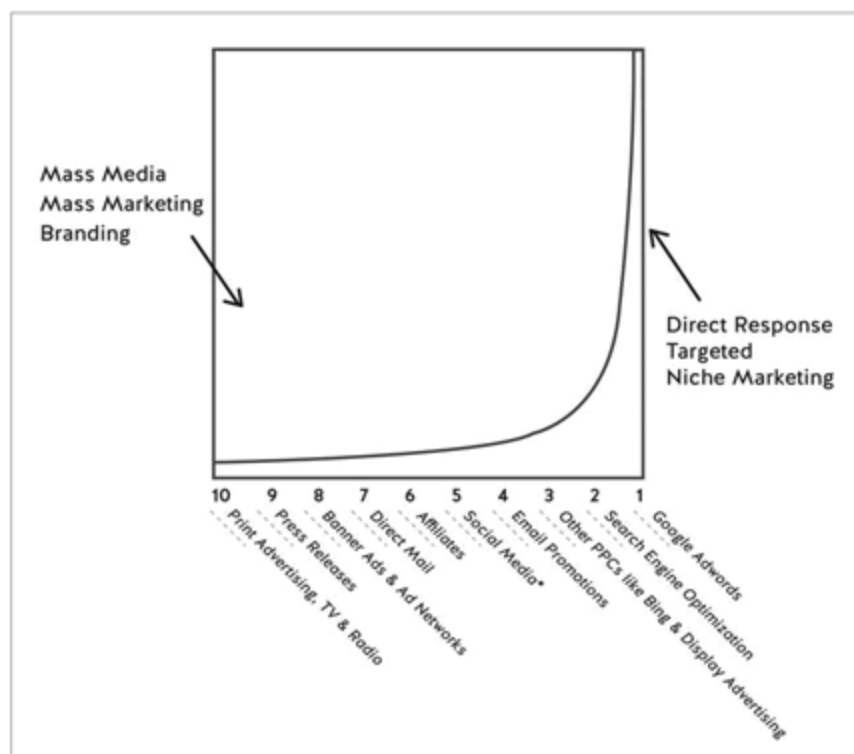 Mass Media
Mass Marketing
Branding
Direct Response
Targeted
Niche Marketing
10 9 8 7 6 5 4 3 2 1
Print Advertising, TV & Radio
Press Releases
Banner Ads & Ad Networks
Direct Mail
Affiliates
Social Media*
Email Promotions
Other PPCs like Bing & Display Advertising
Search Engine Optimization
Google Adwords